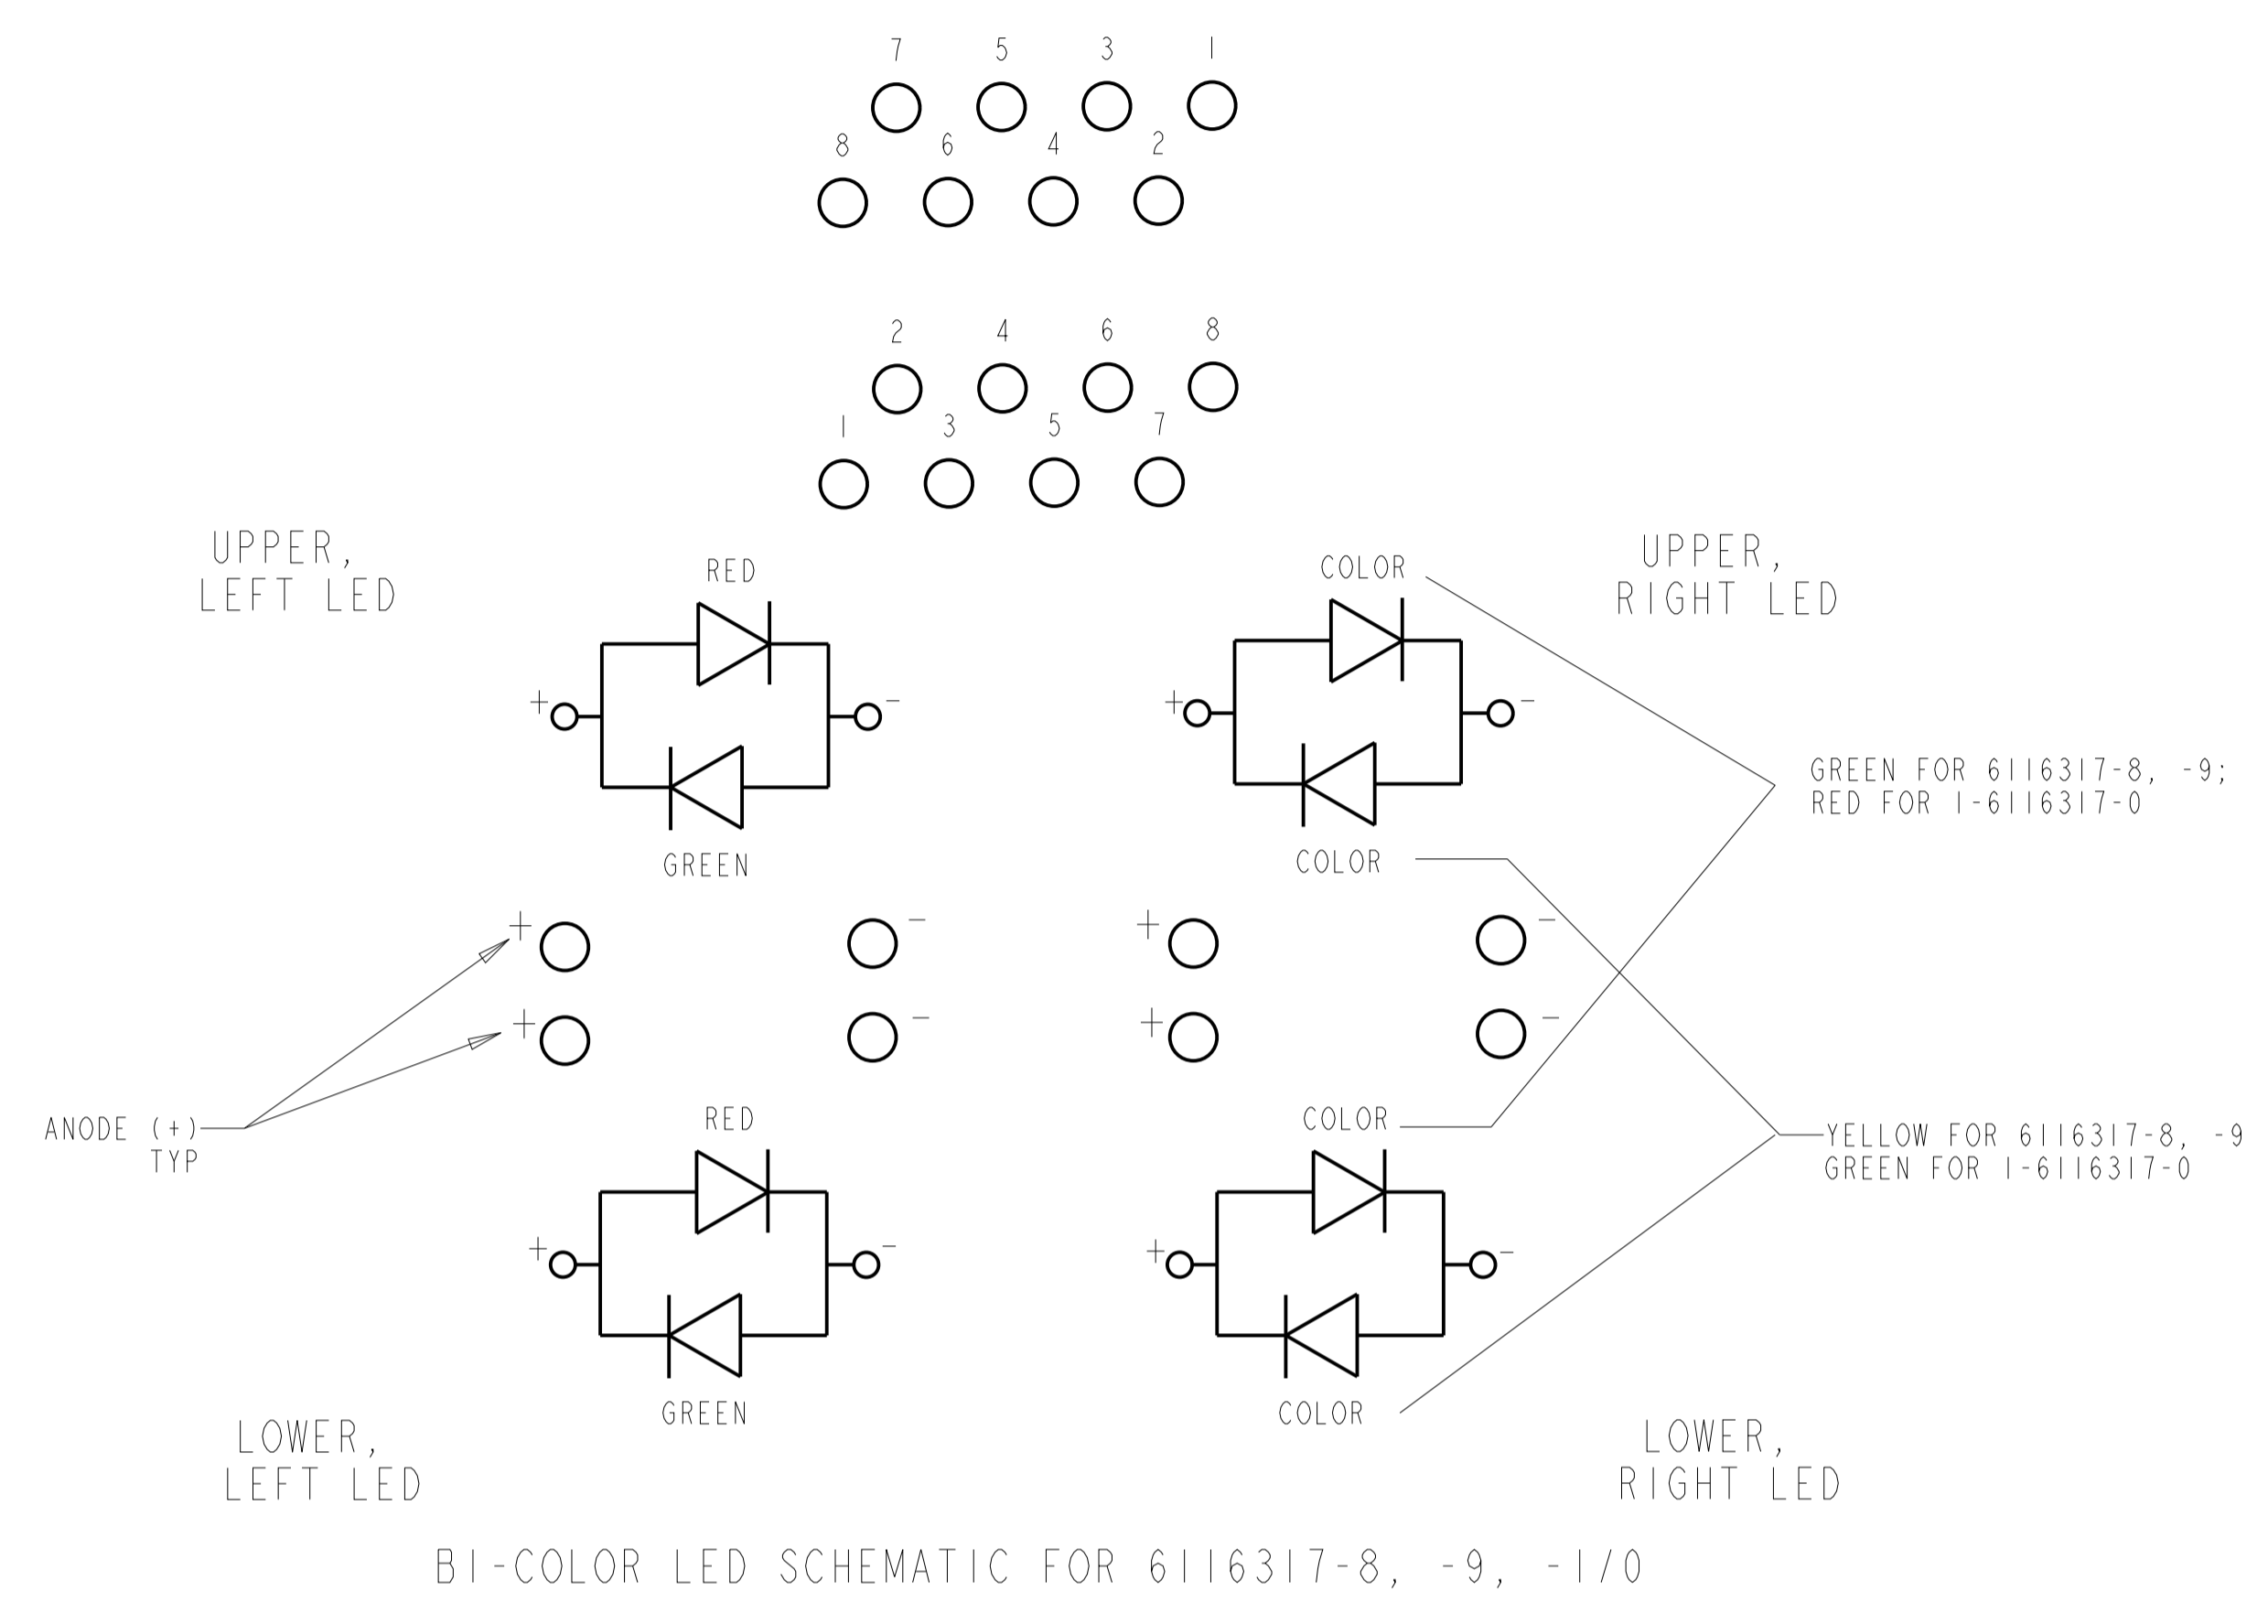 7 5 3 1
8 6 4 2
2 4 6 8
1 3 5 7
UPPER,
LEFT LED
RED
COLOR
UPPER,
RIGHT LED
+ -
+ -
GREEN FOR 6116317-8, -9;
RED FOR 1-6116317-0
GREEN
COLOR
+ - + -
+ - + -
ANODE (+)
TYP
RED
COLOR
YELLOW FOR 6116317-8, -9
GREEN FOR 1-6116317-0
+ -
+ -
GREEN
COLOR
LOWER,
LEFT LED
LOWER,
RIGHT LED
BI-COLOR LED SCHEMATIC FOR 6116317-8, -9, -1/0